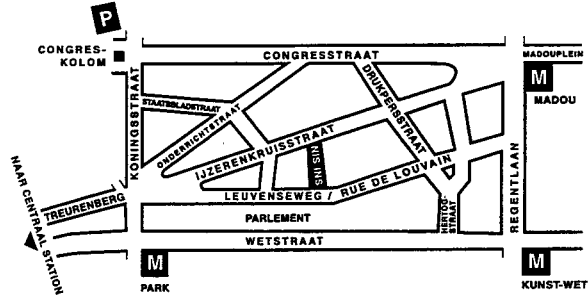 P
CONGRES-
KOLOM
CONGRESSTRAAT
MADOUPLEIN
M
MADOU
KONINGSSTRAAT
STAATSBLADSTRAAT
DRUKPERSSTRAAT
ONDERRICHTSTRAAT
IJZERENKRUISSTRAAT
NIS INS
LEUVENSEWEG / RUE DE LOUVAIN
REGENTLAAN
TREURENBERG
PARLEMENT
HERTOG-
STRAAT
NAAR CENTRAAL STATION
WETSTRAAT
M
PARK
M
KUNST-WET